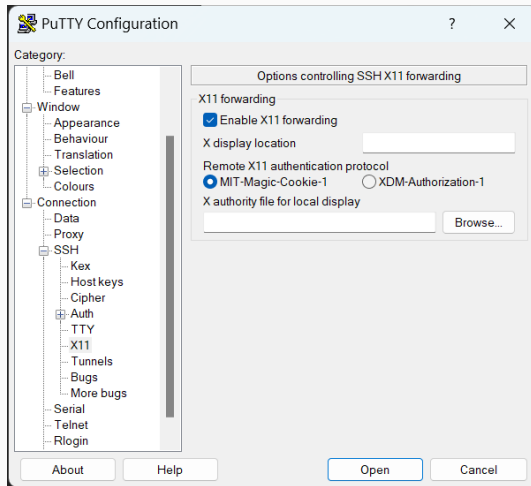 PuTTY Configuration
?
Category:
Bell
Features
Window
Appearance
Behaviour
Translation
Selection
Colours
Connection
Data
Proxy
SSH
Kex
Host keys
Cipher
Auth
TTY
X11
Tunnels
Bugs
More bugs
Serial
Telnet
Rlogin
Options controlling SSH X11 forwarding
X11 forwarding
Enable X11 forwarding
X display location
Remote X11 authentication protocol
MIT-Magic-Cookie-1 XDM-Authorization-1
X authority file for local display
Browse...
About Help Open Cancel